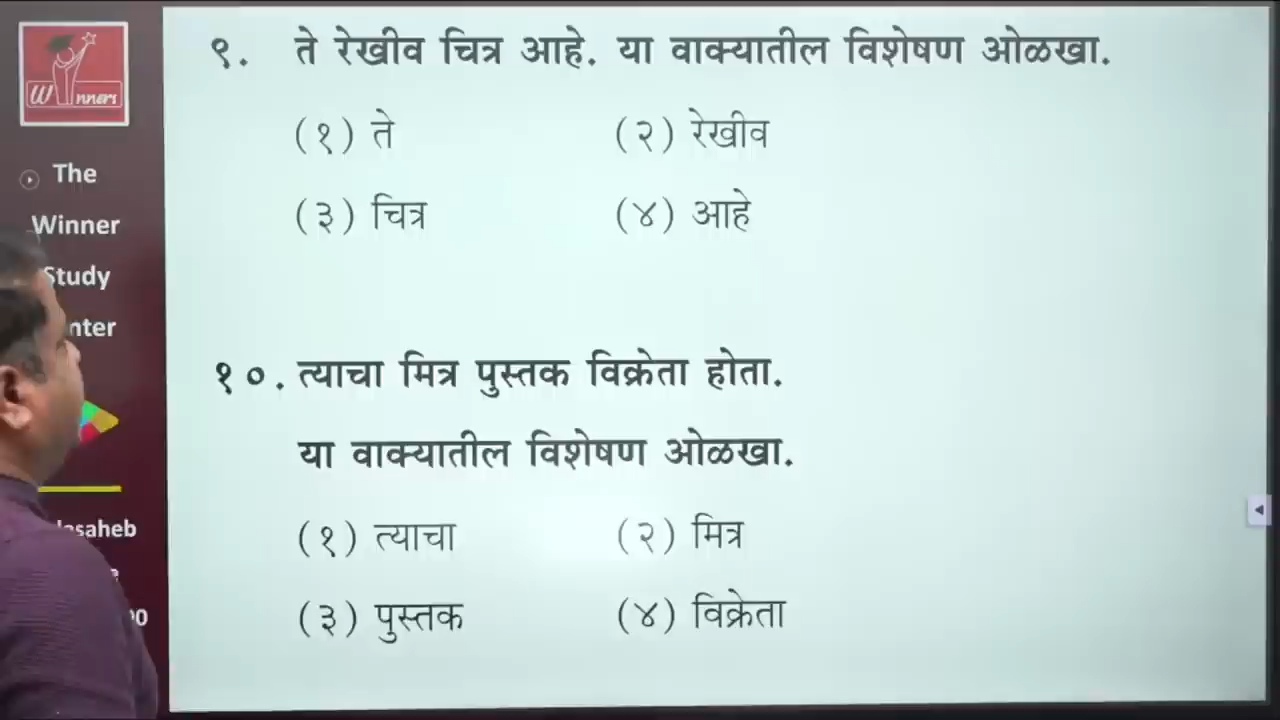 Winners
The
Winner
Study
९. ते रेखीव चित्र आहे. या वाक्यातील विशेषण ओळखा.
(१) ते (२) रेखीव
(३) चित्र (४) आहे
१०. त्याचा मित्र पुस्तक विक्रेता होता.
या वाक्यातील विशेषण ओळखा.
(१) त्याचा (२) मित्र
(३) पुस्तक (४) विक्रेता